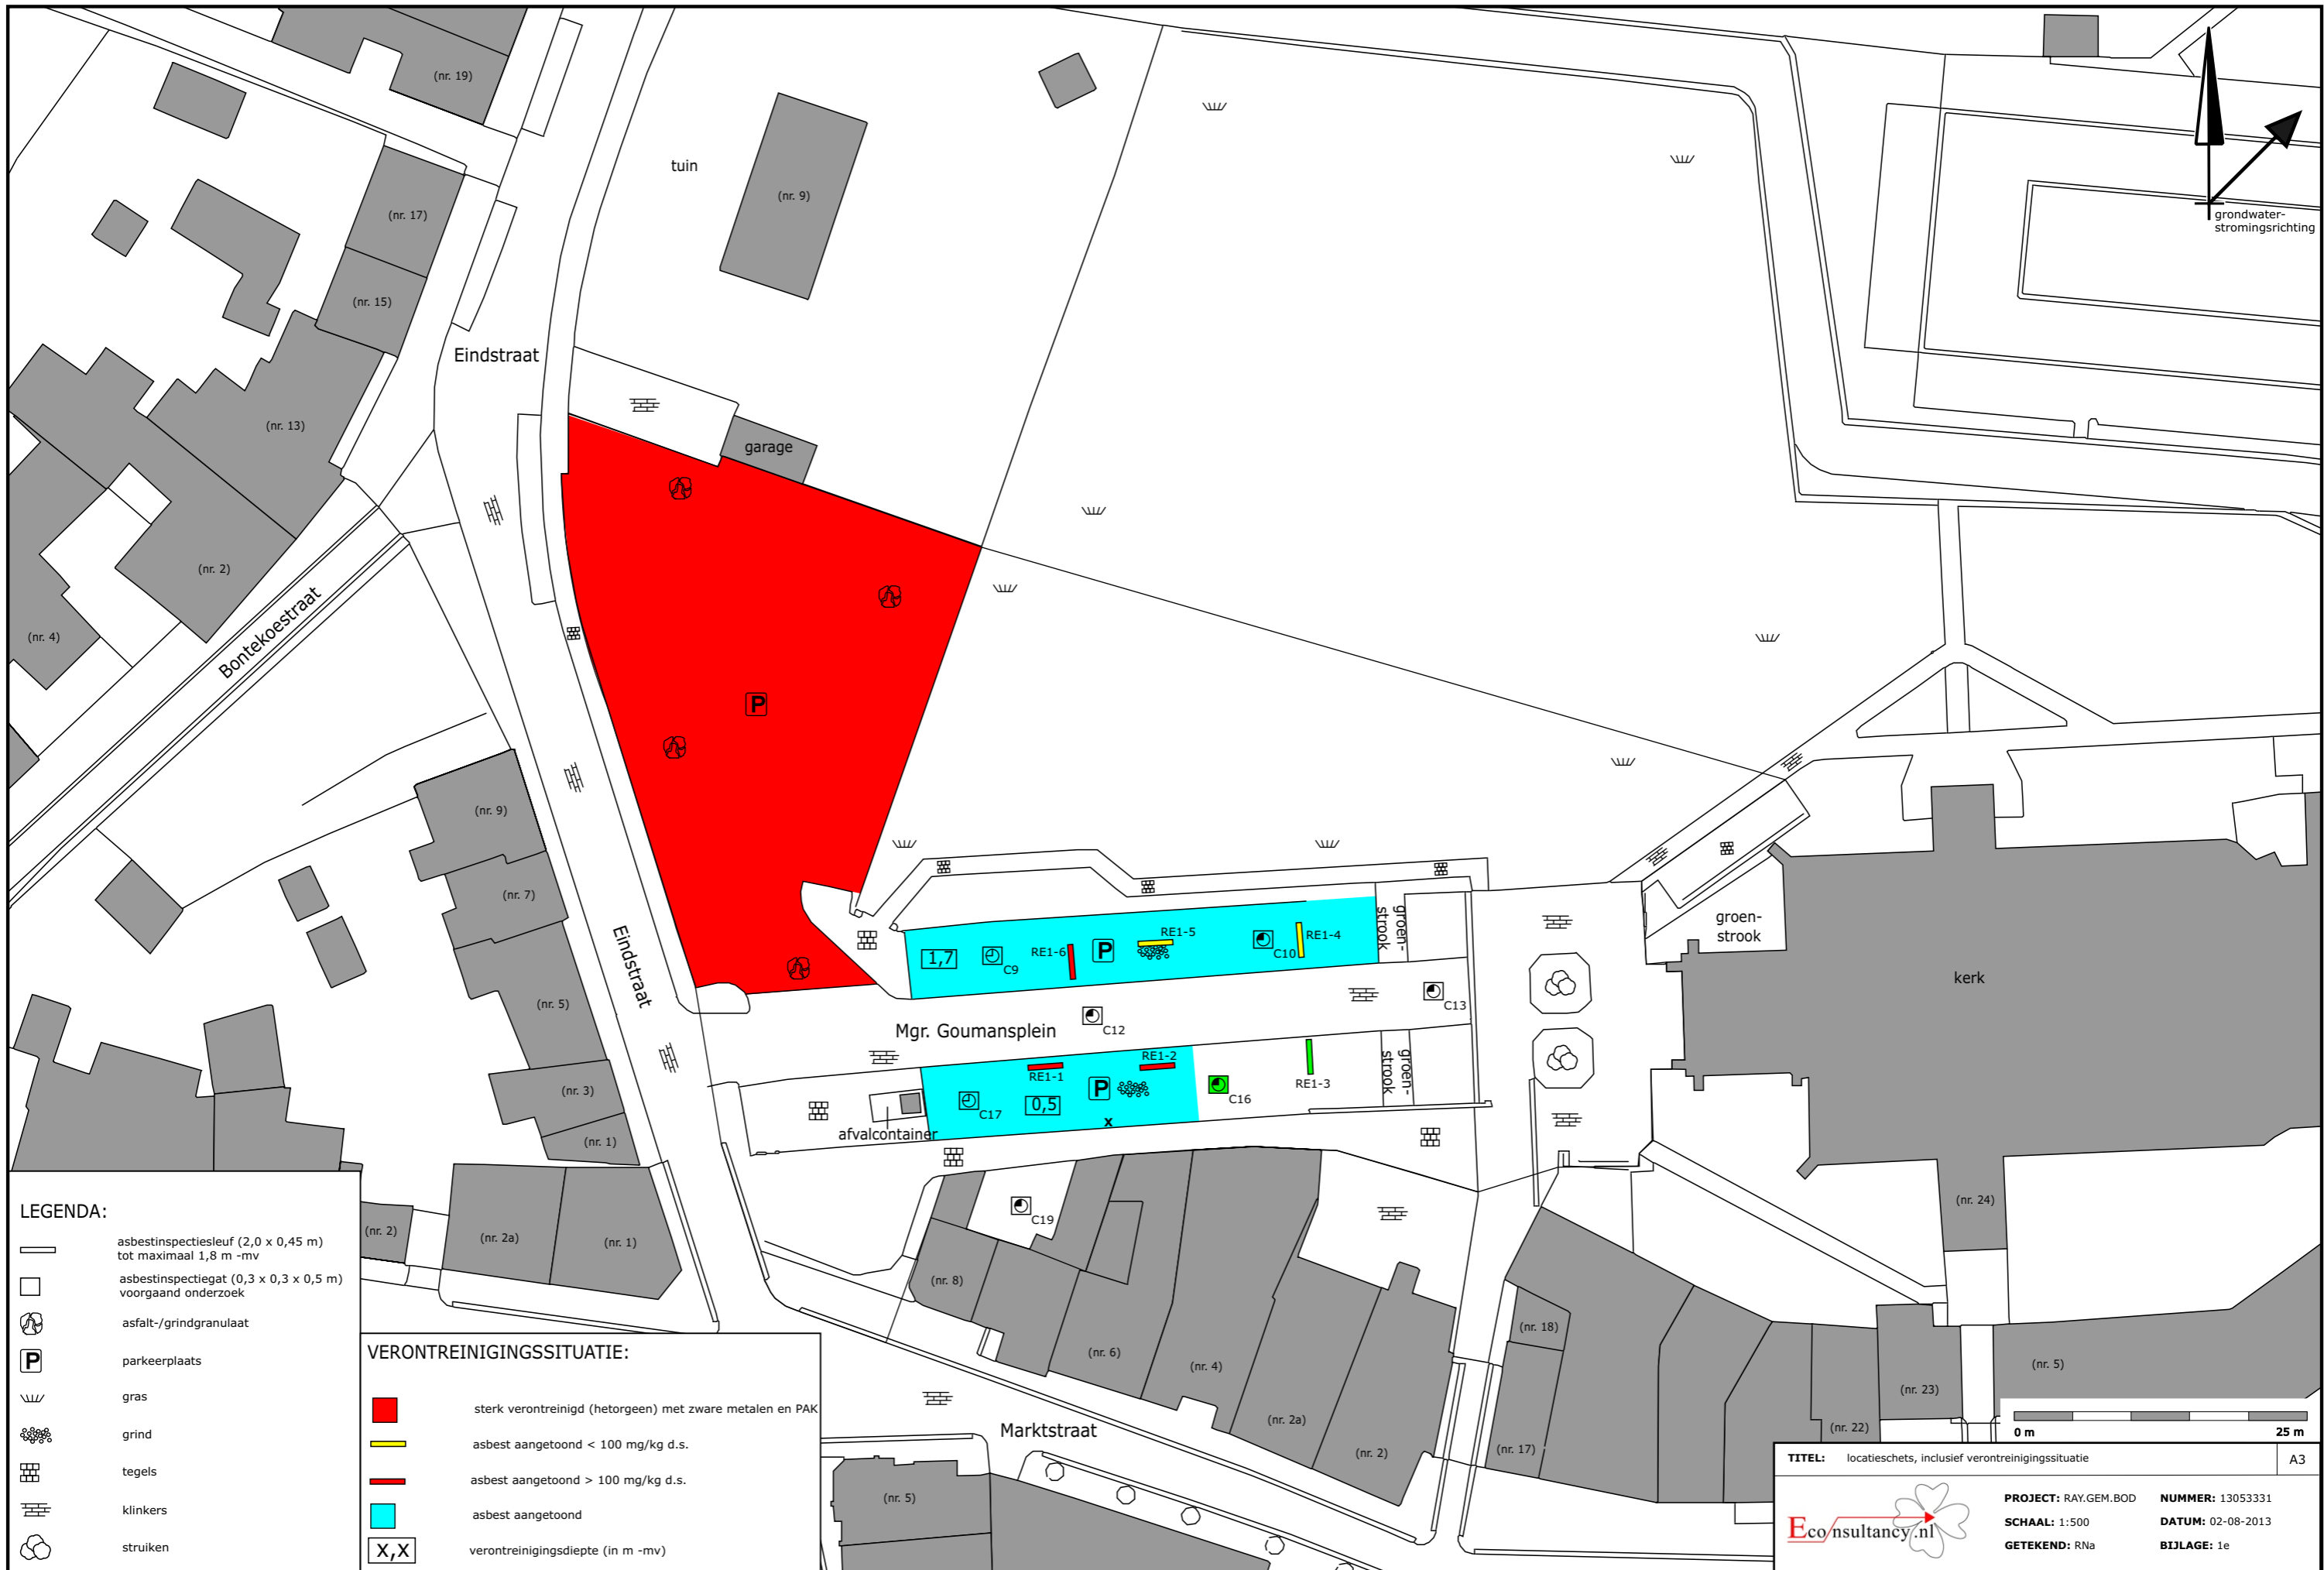 (nr. 19)
tuin
(nr. 9)
(nr. 17)
grondwater-
stromingsrichting
(nr. 15)
Eindstraat
garage
(nr. 13)
(nr. 2)
Bontekoestraat
(nr. 4)
P
(nr. 9)
(nr. 7)
Eindstraat
(nr. 5)
(nr. 3)
(nr. 1)
groen-
strook
groen-
strook
kerk
1,7
C9
RE1-6
P
RE1-5
C10
RE1-4
C13
C12
Mgr. Goumansplein
RE1-1
RE1-2
C17
0,5
P
x
C16
RE1-3
groen-
strook
afvalcontainer
C19
(nr. 24)
(nr. 2)
(nr. 2a)
(nr. 1)
(nr. 8)
(nr. 6)
(nr. 4)
(nr. 2a)
(nr. 2)
(nr. 18)
(nr. 17)
(nr. 22)
(nr. 23)
(nr. 5)
Marktstraat
(nr. 5)
0 m
25 m
LEGENDA:
asbestinspectiesleuf (2,0 x 0,45 m)
tot maximaal 1,8 m -mv
asbestinspectiegat (0,3 x 0,3 x 0,5 m)
voorgaand onderzoek
asfalt-/grindgranulaat
P
parkeerplaats
gras
grind
tegels
klinkers
struiken
VERONTREINIGINGSSITUATIE:
sterk verontreinigd (hetorgeen) met zware metalen en PAK
asbest aangetoond < 100 mg/kg d.s.
asbest aangetoond > 100 mg/kg d.s.
asbest aangetoond
X,X
verontreinigingsdiepte (in m -mv)
TITEL: locatieschets, inclusief verontreinigingssituatie
A3
Econsultancy.nl
PROJECT: RAY.GEM.BOD
NUMMER: 13053331
SCHAAL: 1:500
DATUM: 02-08-2013
GETEKEND: RNa
BIJLAGE: 1e